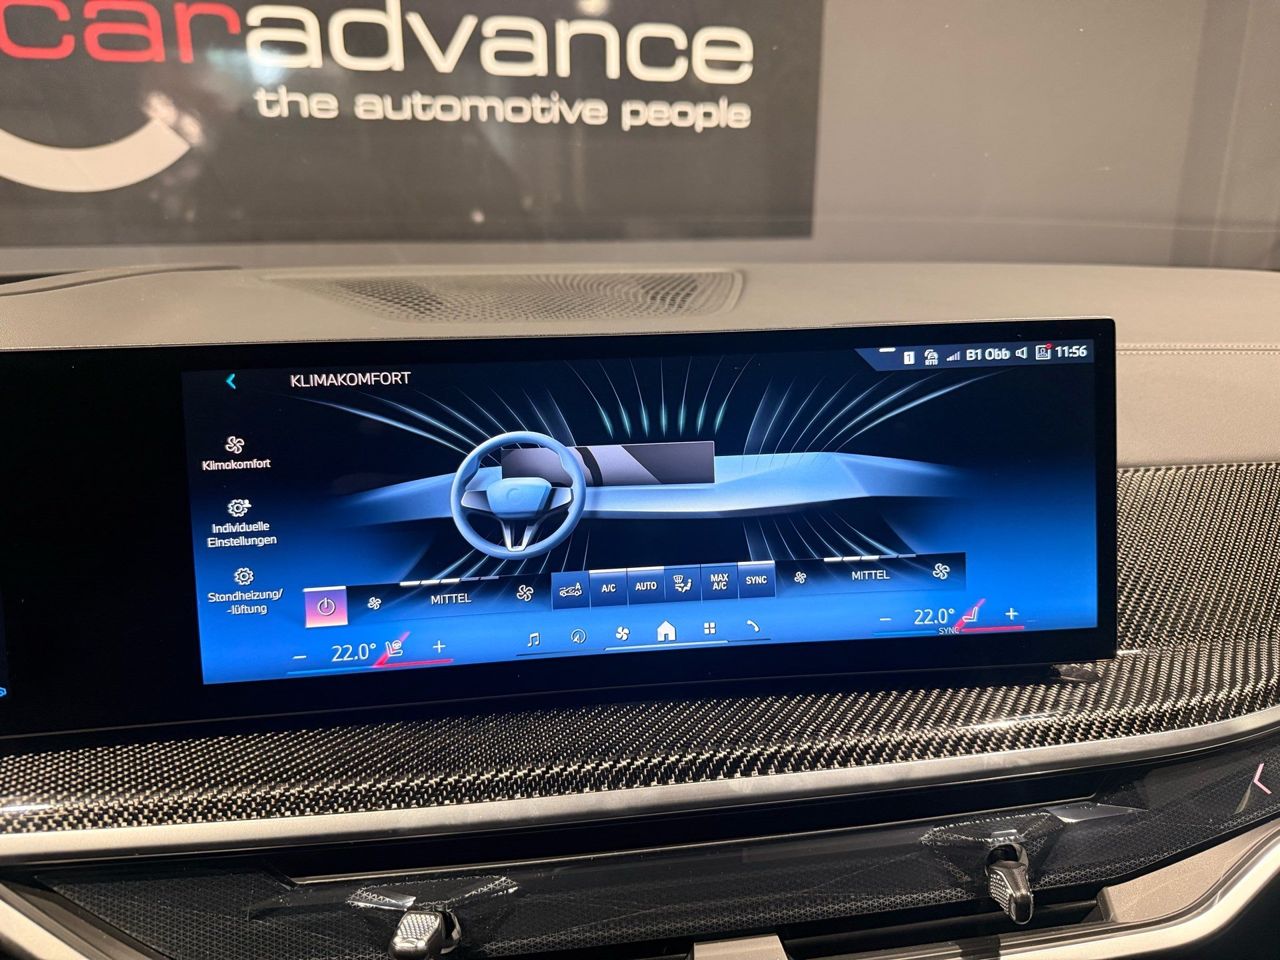 caradvance
the automotive people
1 B1 Obb 11:56
KLIMAKOMFORT
Klimakomfort
Individuelle
Einstellungen
Standheizung/
-lüftung
MITTEL
A
A/C
AUTO
MAX
A/C
SYNC
MITTEL
− 22.0° +
− 22.0° +
SYNC